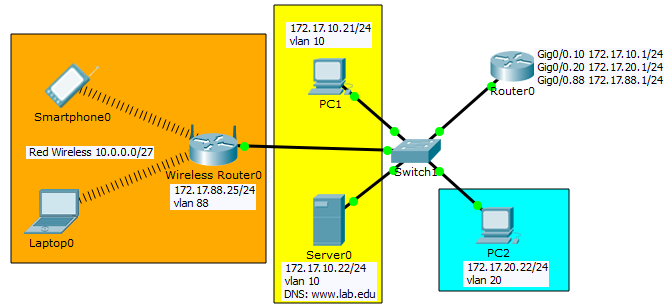 172.17.10.21/24
vlan 10
PC1
Gig0/0.10 172.17.10.1/24
Gig0/0.20 172.17.20.1/24
Gig0/0.88 172.17.88.1/24
Router0
Smartphone0
Red Wireless 10.0.0.0/27
Wireless Router0
172.17.88.25/24
vlan 88
Laptop0
Switch1
Server0
172.17.10.22/24
vlan 10
DNS: www.lab.edu
PC2
172.17.20.22/24
vlan 20